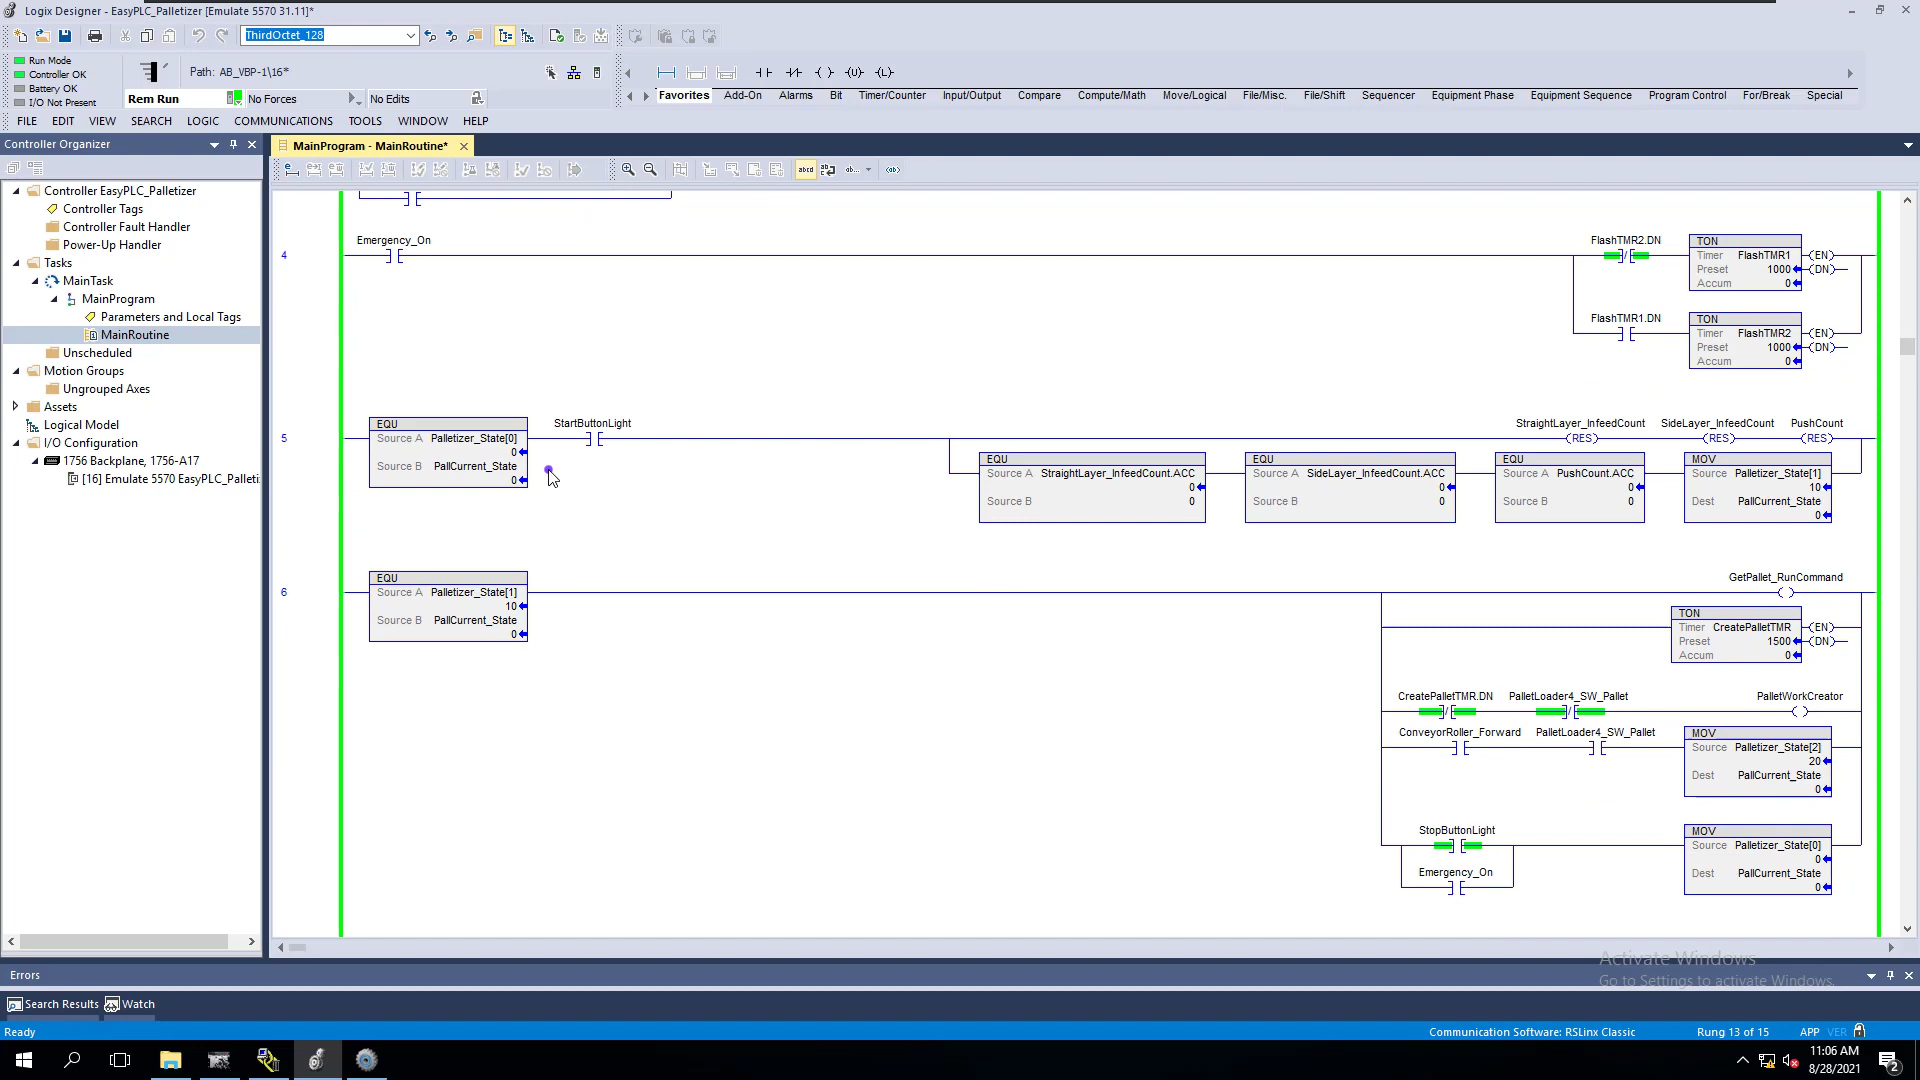 Logix Designer - EasyPLC_Palletizer [Emulate 5570 31.11]*
ThirdOctet_128
Run Mode
Controller OK
Battery OK
I/O Not Present
Path: AB_VBP-1\16*
Rem Run
No Forces
No Edits
Favorites Add-On Alarms Bit Timer/Counter Input/Output Compare Compute/Math Move/Logical File/Misc. File/Shift Sequencer Equipment Phase Equipment Sequence Program Control For/Break Special
FILE EDIT VIEW SEARCH LOGIC COMMUNICATIONS TOOLS WINDOW HELP
Controller Organizer
MainProgram - MainRoutine*
Controller EasyPLC_Palletizer
Controller Tags
Controller Fault Handler
Power-Up Handler
Tasks
MainTask
MainProgram
Parameters and Local Tags
MainRoutine
Unscheduled
Motion Groups
Ungrouped Axes
Assets
Logical Model
I/O Configuration
1756 Backplane, 1756-A17
[16] Emulate 5570 EasyPLC_Palleti
4
Emergency_On
FlashTMR2.DN
TON
Timer FlashTMR1
Preset 1000
Accum 0
(EN)
(DN)
FlashTMR1.DN
TON
Timer FlashTMR2
Preset 1000
Accum 0
(EN)
(DN)
5
EQU
Source A Palletizer_State[0]
0
Source B PallCurrent_State
0
StartButtonLight
StraightLayer_InfeedCount SideLayer_InfeedCount PushCount
(RES) (RES) (RES)
EQU
Source A StraightLayer_InfeedCount.ACC
0
Source B 0
EQU
Source A SideLayer_InfeedCount.ACC
0
Source B 0
EQU
Source A PushCount.ACC
0
Source B 0
MOV
Source Palletizer_State[1]
10
Dest PallCurrent_State
0
6
EQU
Source A Palletizer_State[1]
10
Source B PallCurrent_State
0
GetPallet_RunCommand
TON
Timer CreatePalletTMR
Preset 1500
Accum 0
(EN)
(DN)
CreatePalletTMR.DN PalletLoader4_SW_Pallet PalletWorkCreator
ConveyorRoller_Forward PalletLoader4_SW_Pallet
MOV
Source Palletizer_State[2]
20
Dest PallCurrent_State
0
StopButtonLight
Emergency_On
MOV
Source Palletizer_State[0]
0
Dest PallCurrent_State
0
Activate Windows
Go to Settings to activate Windows.
Errors
Search Results Watch
Ready
Communication Software: RSLinx Classic
Rung 13 of 15
APP VER
11:06 AM
8/28/2021
2